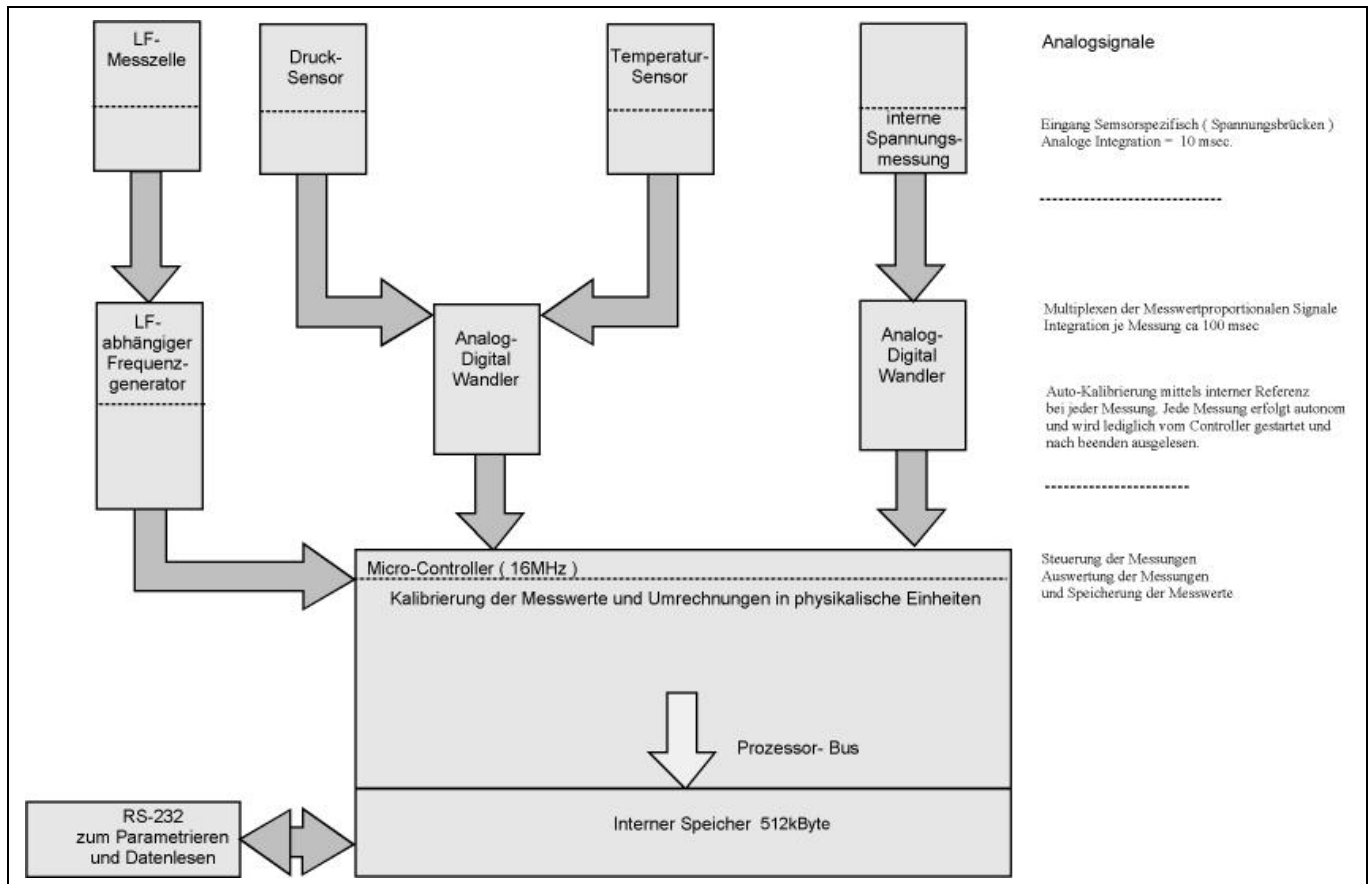 LF-
Messzelle
Druck-
Sensor
Temperatur-
Sensor
interne
Spannungs-
messung
Analogsignale
Eingang Semsorspezifisch ( Spannungsbrücken )
Analoge Integration = 10 msec.
LF-
abhängiger
Frequenz-
generator
Analog-
Digital
Wandler
Analog-
Digital
Wandler
Multiplexen der Messwertproportionalen Signale
Integration je Messung ca 100 msec
Auto-Kalibrierung mittels interner Referenz
bei jeder Messung. Jede Messung erfolgt autonom
und wird lediglich vom Controller gestartet und
nach beenden ausgelesen.
Micro-Controller ( 16MHz )
Kalibrierung der Messwerte und Umrechnungen in physikalische Einheiten
Steuerung der Messungen
Auswertung der Messungen
und Speicherung der Messwerte
Prozessor- Bus
Interner Speicher 512kByte
RS-232
zum Parametrieren
und Datenlesen